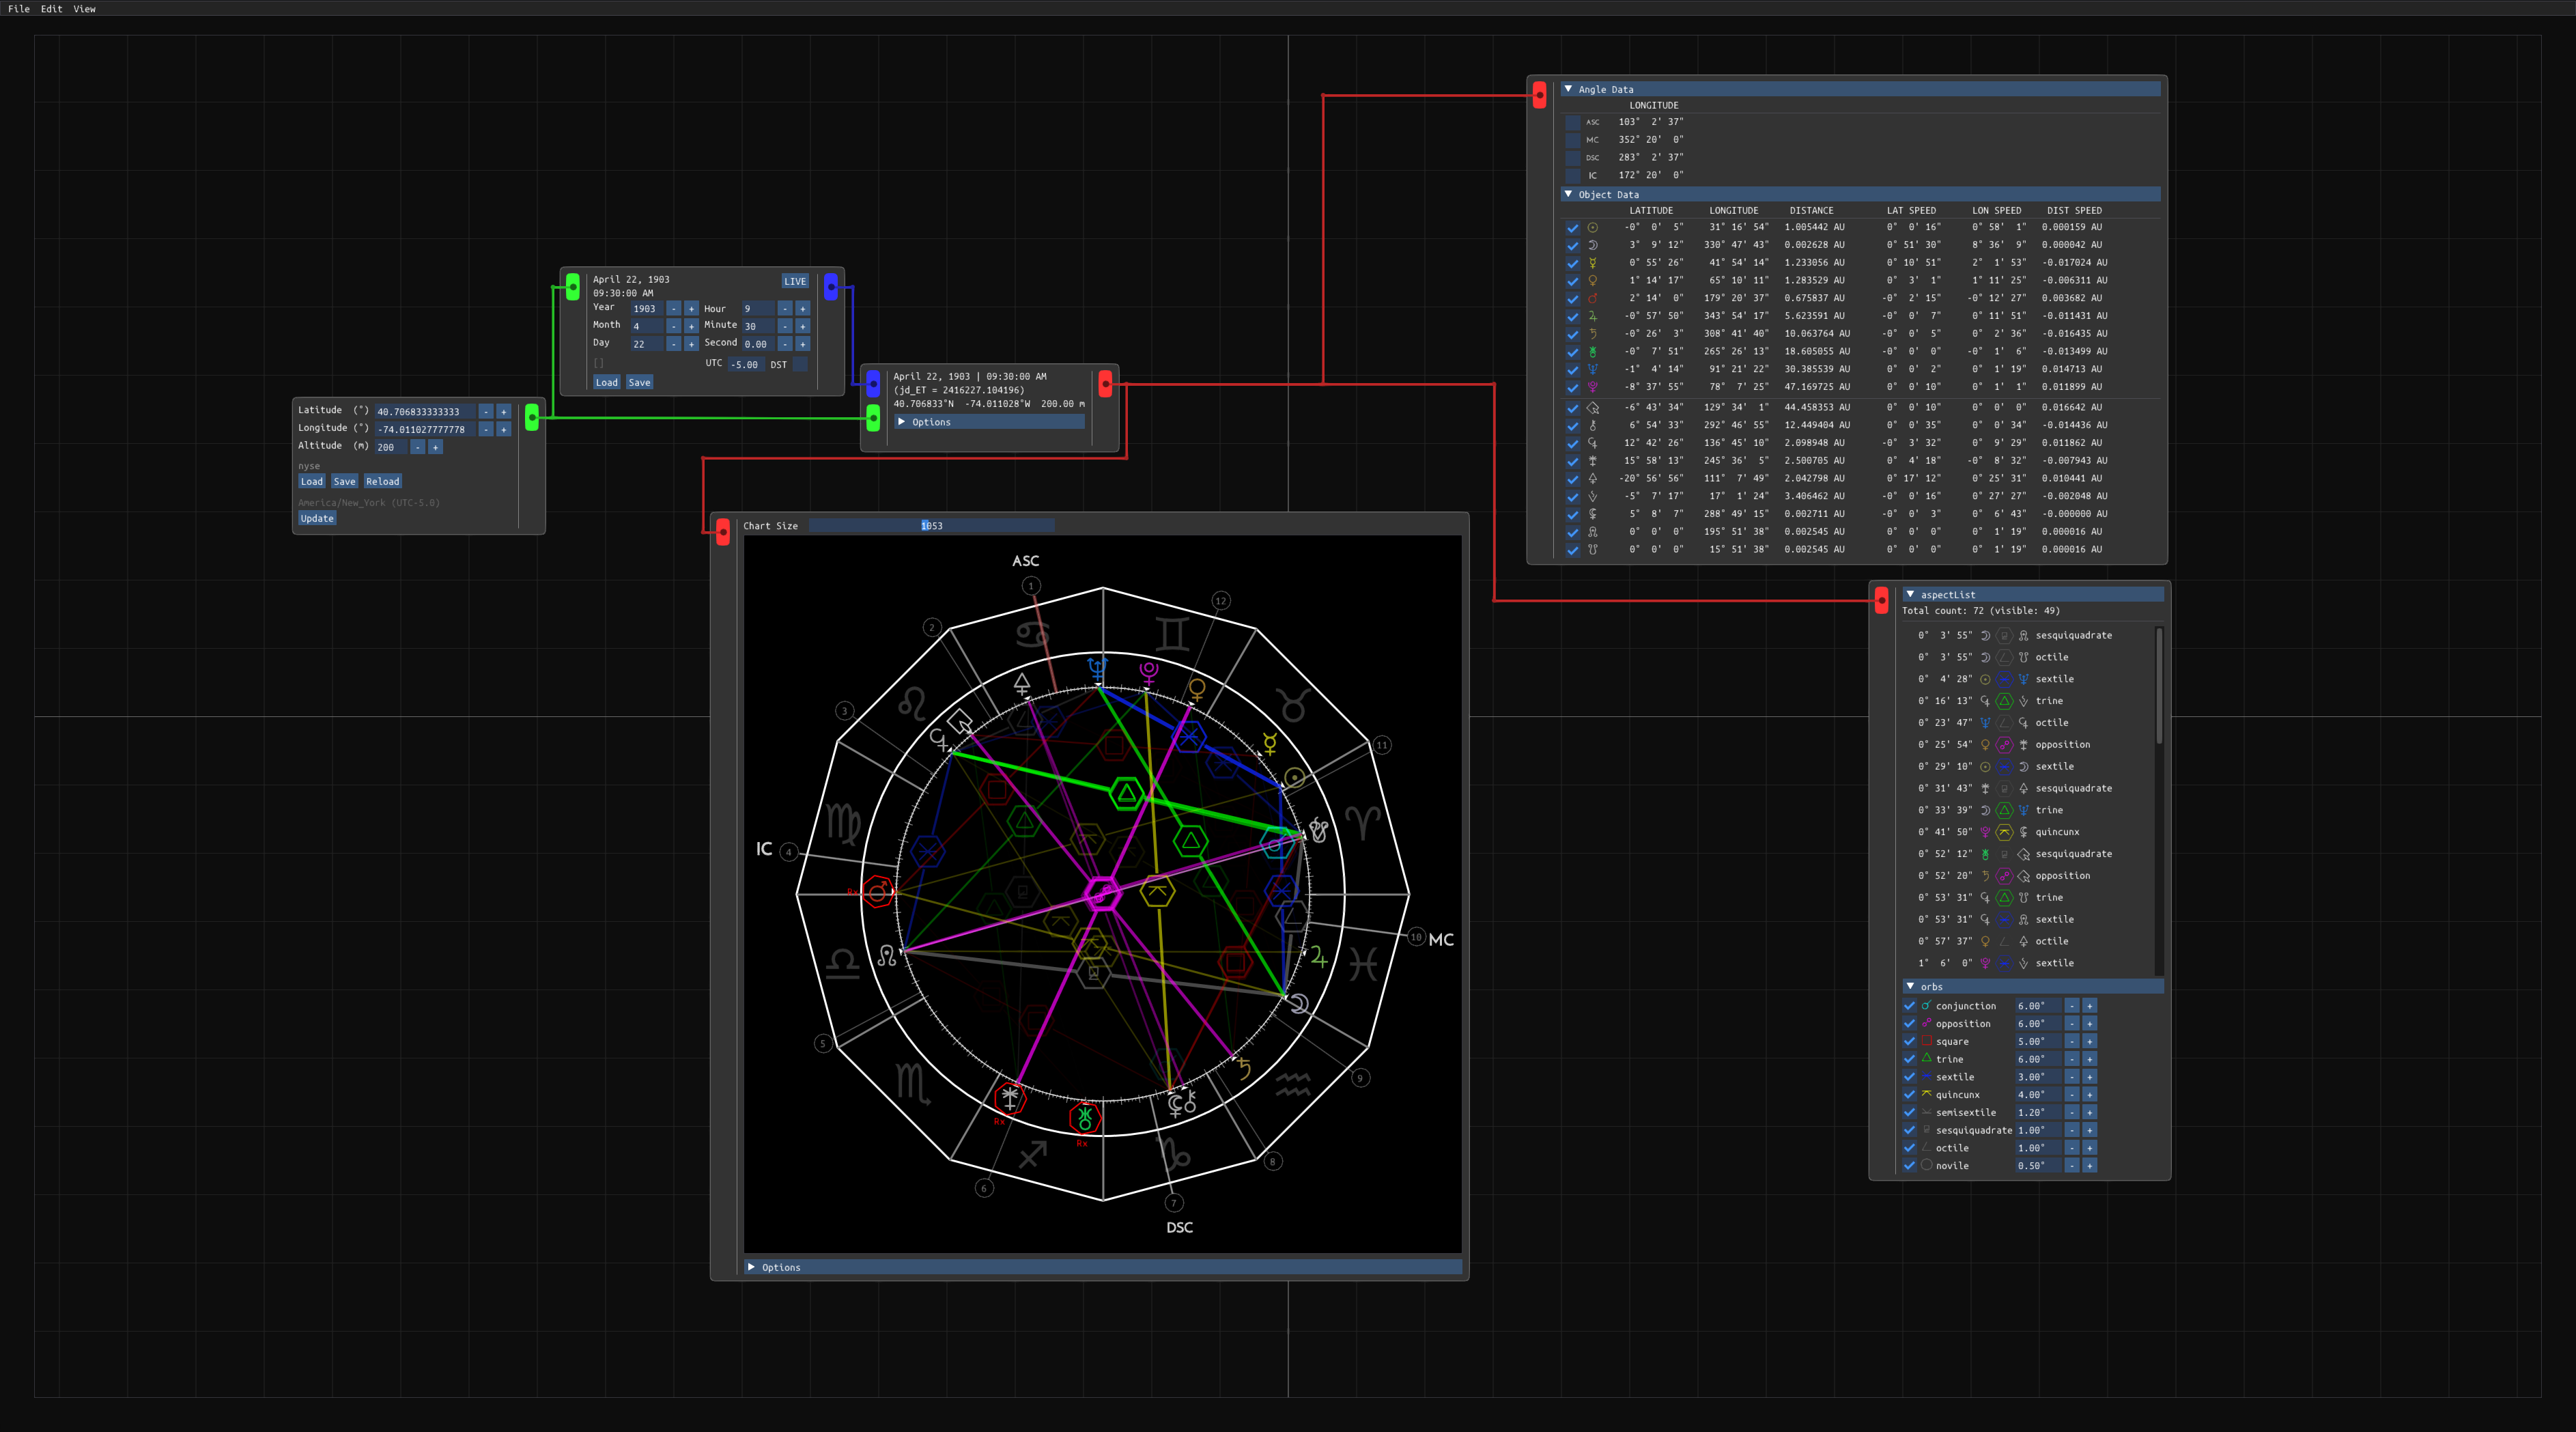 File Edit View
Latitude (°) 40.706833333333 - +
Longitude (°) -74.011027777778 - +
Altitude (m) 200 - +
nyse
Load Save Reload
America/New_York (UTC-5.0)
Update
April 22, 1903 LIVE
09:30:00 AM
Year 1903 - + Hour 9 - +
Month 4 - + Minute 30 - +
Day 22 - + Second 0.00 - +
[] UTC -5.00 DST
Load Save
April 22, 1903 | 09:30:00 AM
(jd_ET = 2416227.104196)
40.706833°N -74.011028°W 200.00 m
Options
Chart Size 1053
ASC
1
12
2
3
11
IC 4
Rx
10 MC
5
9
Rx
Rx
8
6
7
DSC
Options
Angle Data
LONGITUDE
ASC 103° 2' 37"
MC 352° 20' 0"
DSC 283° 2' 37"
IC 172° 20' 0"
Object Data
LATITUDE LONGITUDE DISTANCE LAT SPEED LON SPEED DIST SPEED
-0° 0' 5" 31° 16' 54" 1.005442 AU 0° 0' 16" 0° 58' 1" 0.000159 AU
3° 9' 12" 330° 47' 43" 0.002628 AU 0° 51' 30" 8° 36' 9" 0.000042 AU
0° 55' 26" 41° 54' 14" 1.233056 AU 0° 10' 51" 2° 1' 53" -0.017024 AU
1° 14' 17" 65° 10' 11" 1.283529 AU 0° 3' 1" 1° 11' 25" -0.006311 AU
2° 14' 0" 179° 20' 37" 0.675837 AU -0° 2' 15" -0° 12' 27" 0.003682 AU
-0° 57' 50" 343° 54' 17" 5.623591 AU -0° 0' 7" 0° 11' 51" -0.011431 AU
-0° 26' 3" 308° 41' 40" 10.063764 AU -0° 0' 5" 0° 2' 36" -0.016435 AU
-0° 7' 51" 265° 26' 13" 18.605055 AU -0° 0' 0" -0° 1' 6" -0.013499 AU
-1° 4' 14" 91° 21' 22" 30.385539 AU 0° 0' 2" 0° 1' 19" 0.014713 AU
-8° 37' 55" 78° 7' 25" 47.169725 AU 0° 0' 10" 0° 1' 1" 0.011899 AU
-6° 43' 34" 129° 34' 1" 44.458353 AU 0° 0' 10" 0° 0' 0" 0.016642 AU
6° 54' 33" 292° 46' 55" 12.449404 AU 0° 0' 35" 0° 0' 34" -0.014436 AU
12° 42' 26" 136° 45' 10" 2.098948 AU -0° 3' 32" 0° 9' 29" 0.011862 AU
15° 58' 13" 245° 36' 5" 2.500705 AU 0° 4' 18" -0° 8' 32" -0.007943 AU
-20° 56' 56" 111° 7' 49" 2.042798 AU 0° 17' 12" 0° 25' 31" 0.010441 AU
-5° 7' 17" 17° 1' 24" 3.406462 AU -0° 0' 16" 0° 27' 27" -0.002048 AU
5° 8' 7" 288° 49' 15" 0.002711 AU -0° 0' 3" 0° 6' 43" -0.000000 AU
0° 0' 0" 195° 51' 38" 0.002545 AU 0° 0' 0" 0° 1' 19" 0.000016 AU
0° 0' 0" 15° 51' 38" 0.002545 AU 0° 0' 0" 0° 1' 19" 0.000016 AU
aspectList
Total count: 72 (visible: 49)
0° 3' 55" sesquiquadrate
0° 3' 55" octile
0° 4' 28" sextile
0° 16' 13" trine
0° 23' 47" octile
0° 25' 54" opposition
0° 29' 10" sextile
0° 31' 43" sesquiquadrate
0° 33' 39" trine
0° 41' 50" quincunx
0° 52' 12" sesquiquadrate
0° 52' 20" opposition
0° 53' 31" trine
0° 53' 31" sextile
0° 57' 37" octile
1° 6' 0" sextile
orbs
conjunction 6.00° - +
opposition 6.00° - +
square 5.00° - +
trine 6.00° - +
sextile 3.00° - +
quincunx 4.00° - +
semisextile 1.20° - +
sesquiquadrate 1.00° - +
octile 1.00° - +
novile 0.50° - +